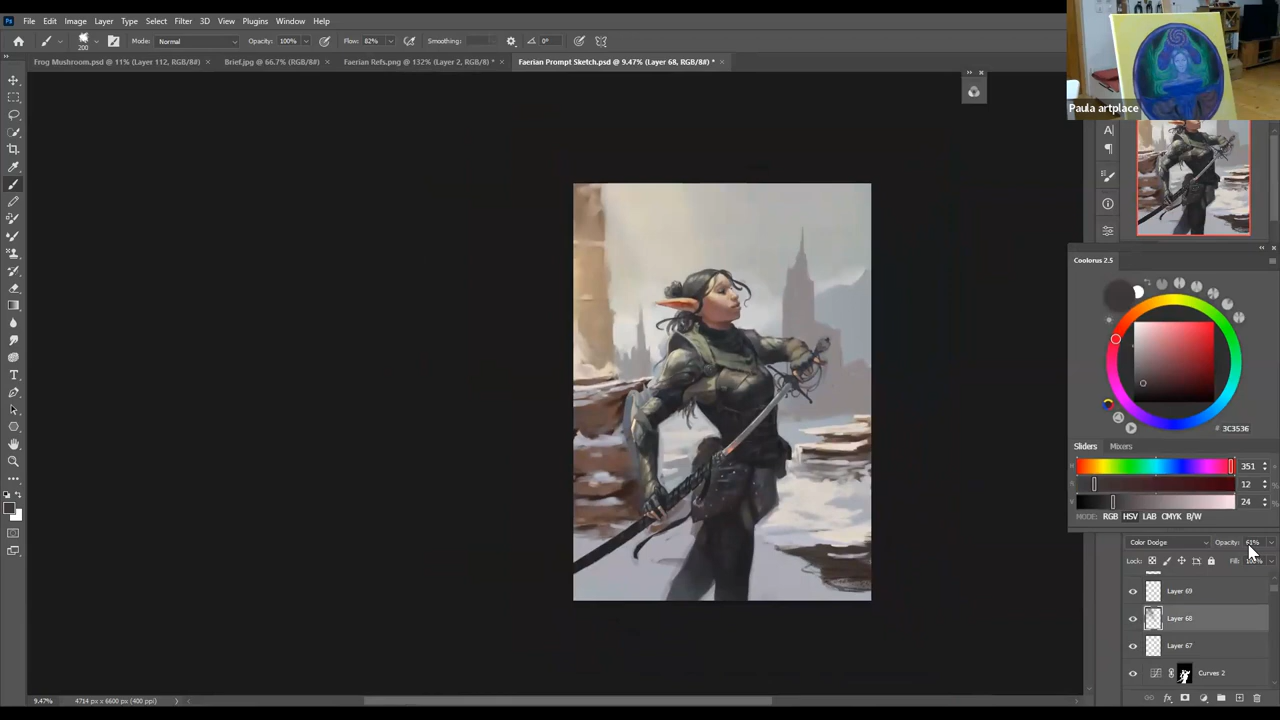 Ps File Edit Image Layer Type Select Filter 3D View Plugins Window Help
200 Mode: Normal Opacity: 100% Flow: 82% Smoothing: 0°
Frog Mushroom.psd @ 11% (Layer 112, RGB/8#) × Brief.jpg @ 66.7% (RGB/8#) × Faerian Refs.png @ 132% (Layer 2, RGB/8) * × Faerian Prompt Sketch.psd @ 9.47% (Layer 68, RGB/8#) * ×
Paula artplace
Coolorus 2.5
# 3C3536
Sliders Mixers
H 351 °
S 12 %
V 24 %
MODE: RGB HSV LAB CMYK B/W
Color Dodge Opacity: 61%
Lock: Fill:
Layer 69
Layer 68
Layer 67
Curves 2
9.47% 4714 px x 6600 px (400 ppi)